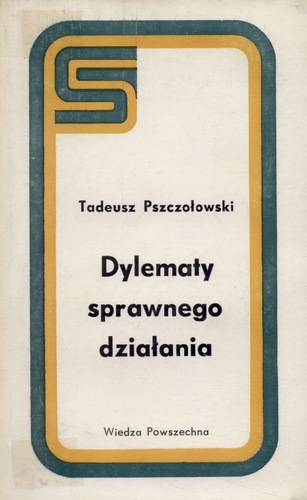 Tadeusz Pszczołowski
Dylematy
sprawnego
działania
Wiedza Powszechna